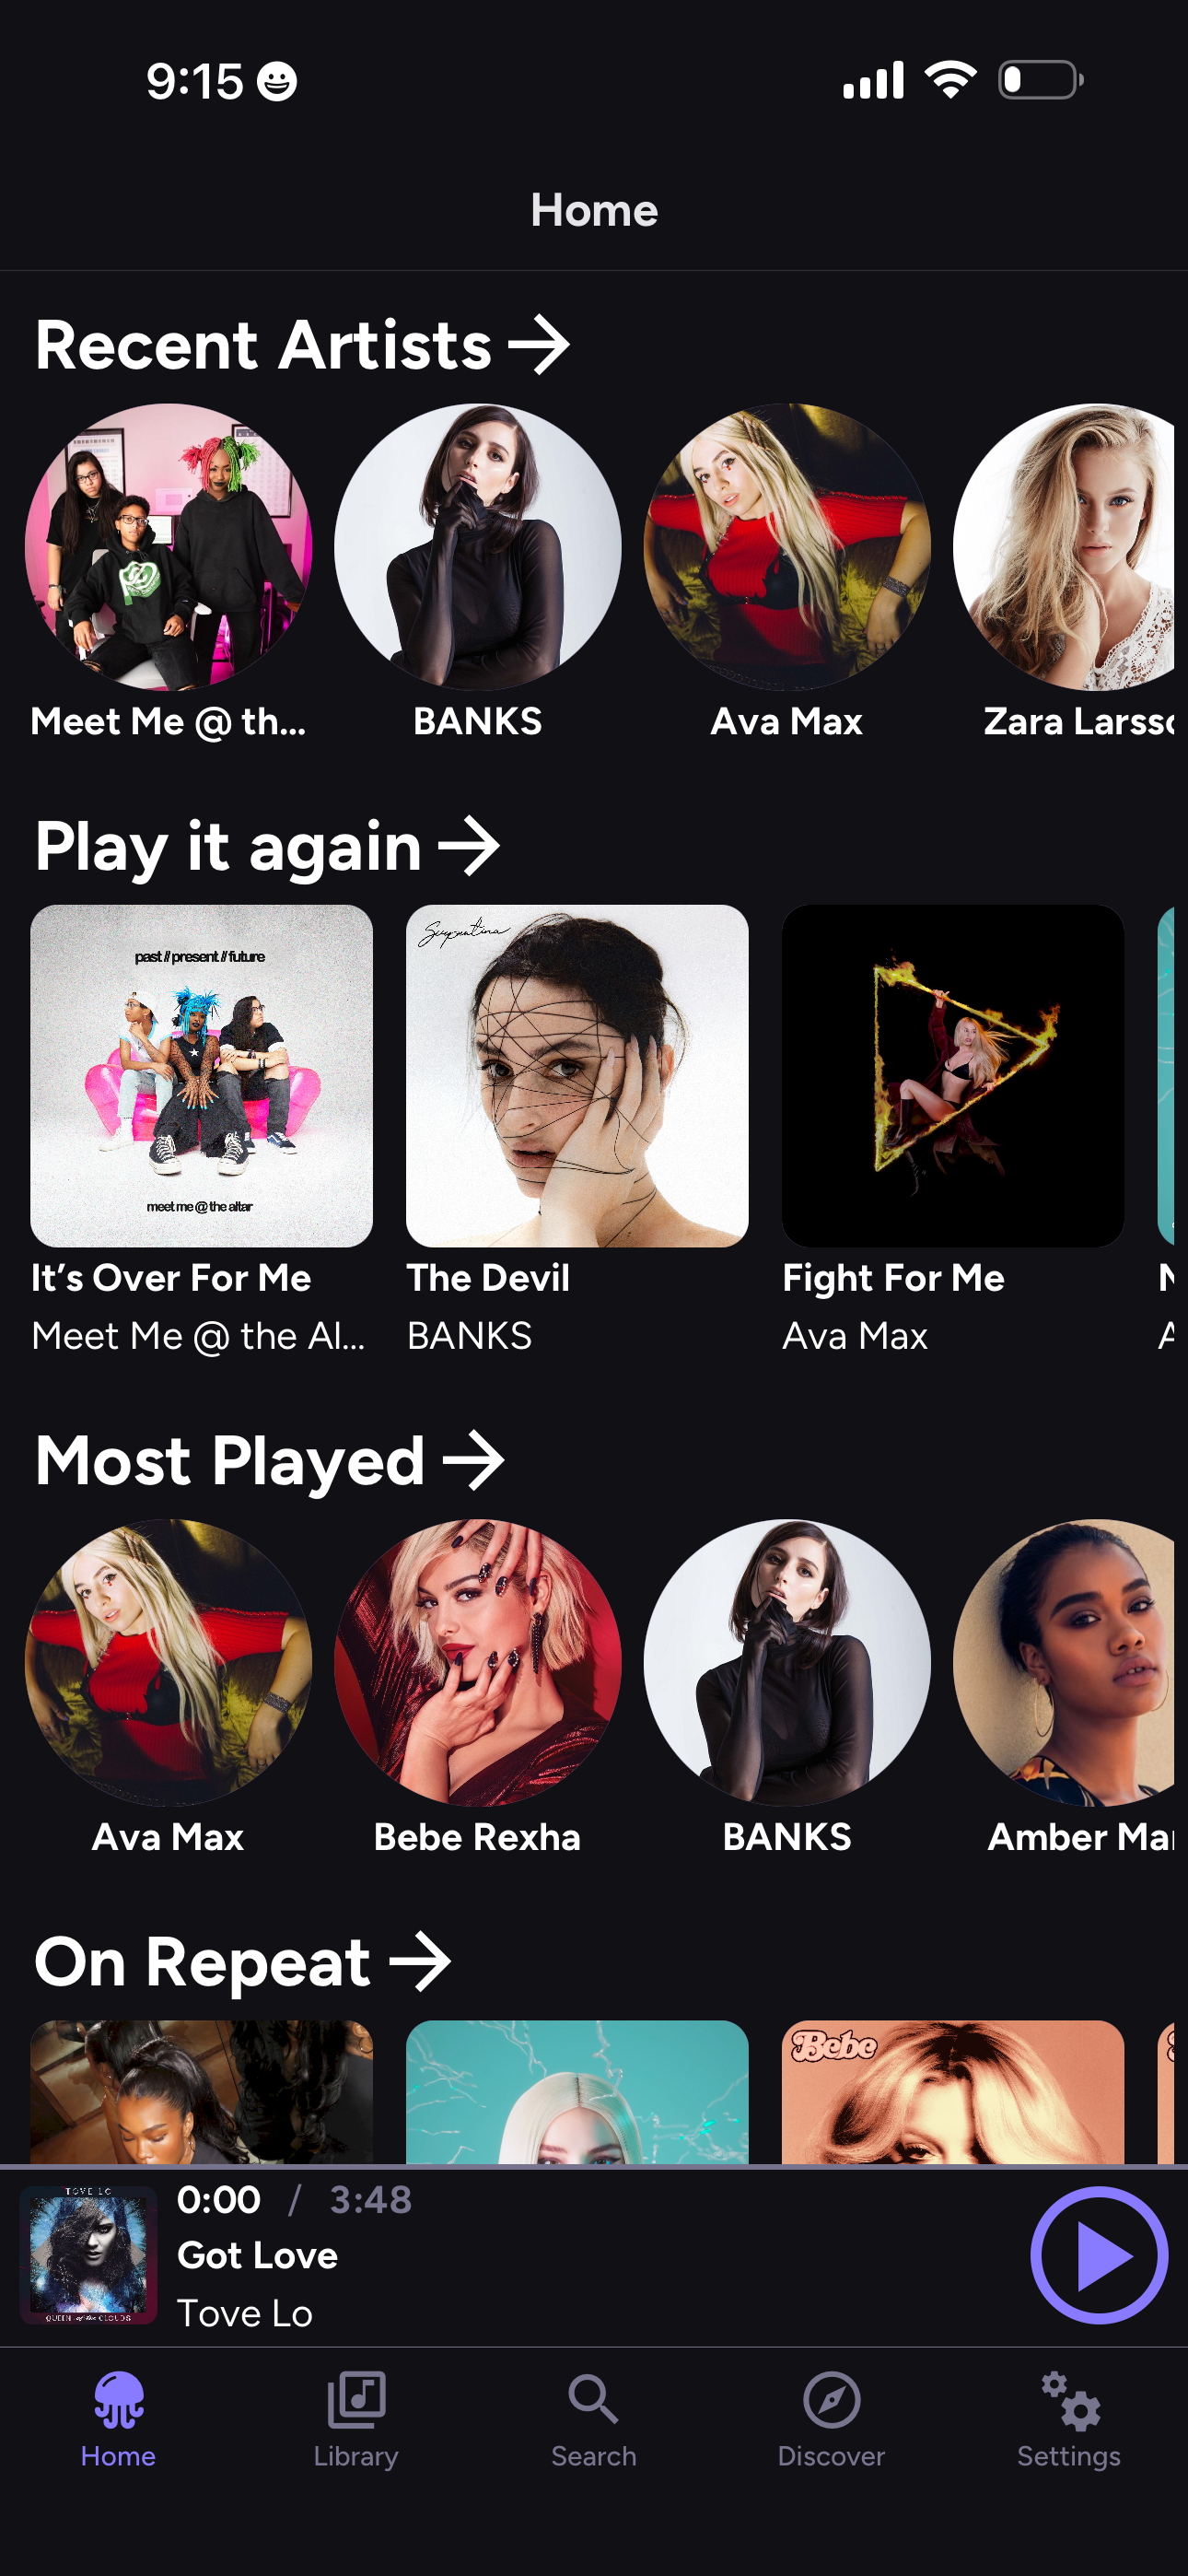 9:15
Home
Recent Artists
Meet Me @ th...
BANKS
Ava Max
Zara Larsso
Play it again
past // present // future
meet me @ the altar
Serpentina
It's Over For Me
Meet Me @ the Al...
The Devil
BANKS
Fight For Me
Ava Max
Most Played
Ava Max
Bebe Rexha
BANKS
Amber Mar
On Repeat
Bebe
TOVE LO
QUEEN of the CLOUDS
0:00 / 3:48
Got Love
Tove Lo
Home
Library
Search
Discover
Settings